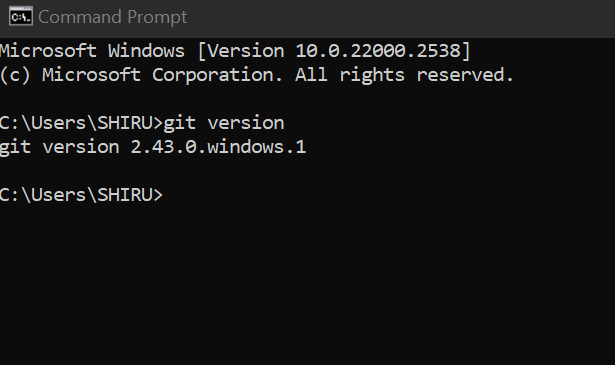 Command Prompt
Microsoft Windows [Version 10.0.22000.2538]
(c) Microsoft Corporation. All rights reserved.
C:\Users\SHIRU>git version
git version 2.43.0.windows.1
C:\Users\SHIRU>